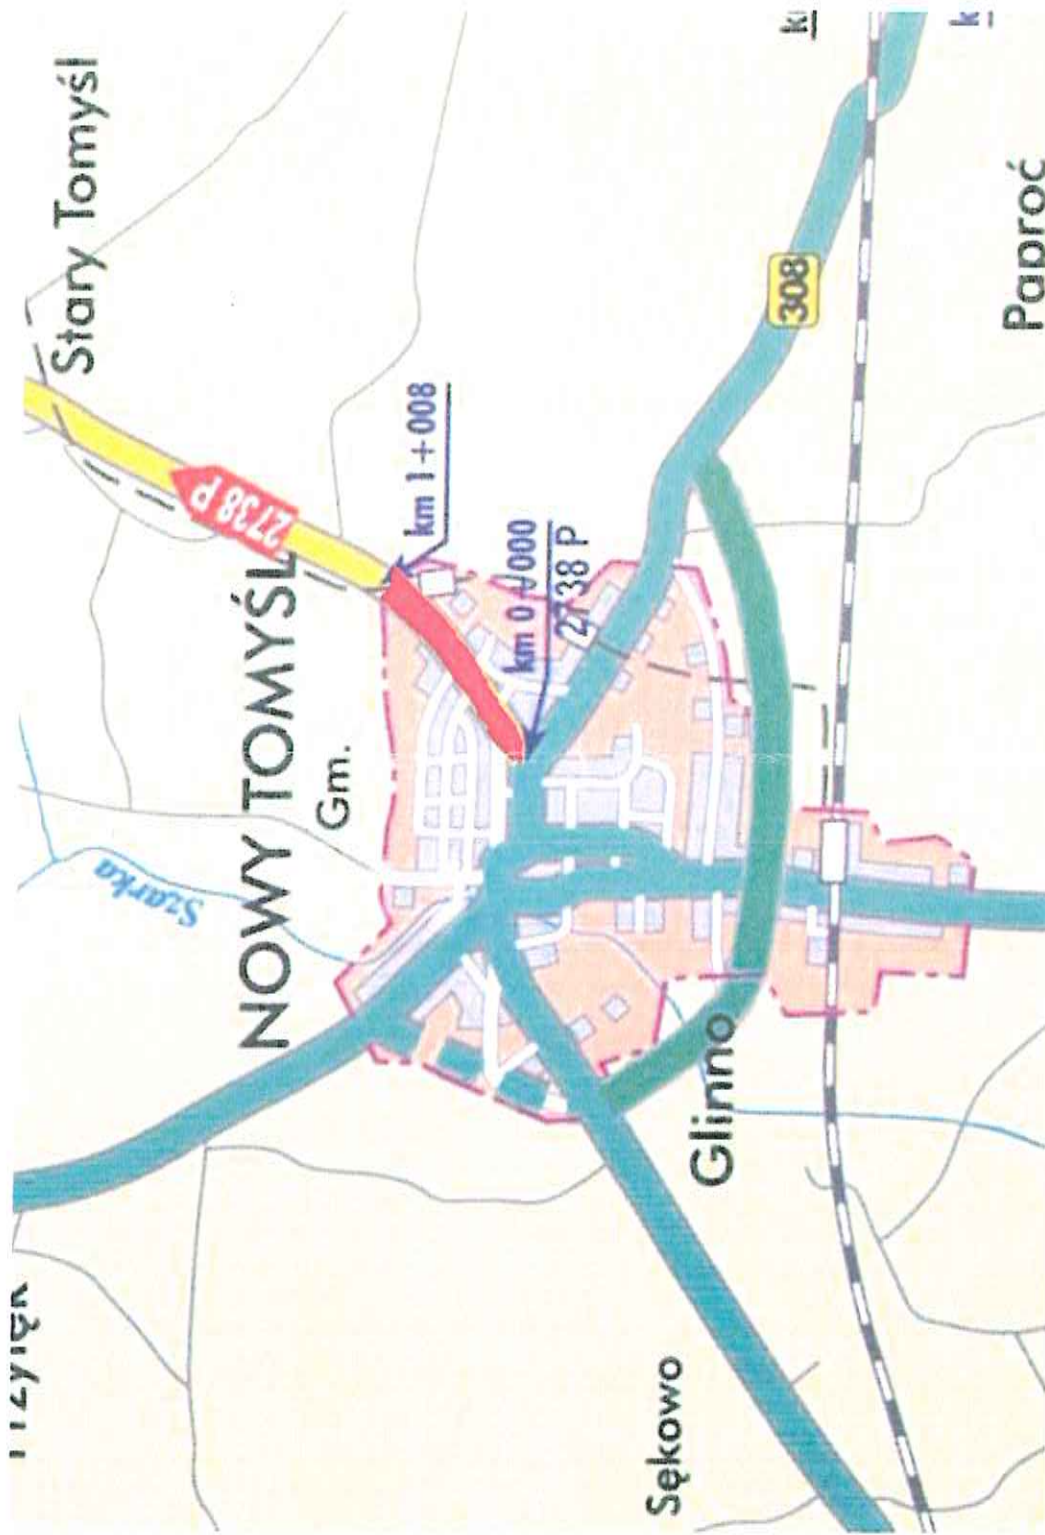 Stary Tomyśl
NOWY TOMYŚL
Gm.
Szarka
2738 P
km 1+008
km 0+000
2738 P
308
Paproć
Glinno
Sękowo